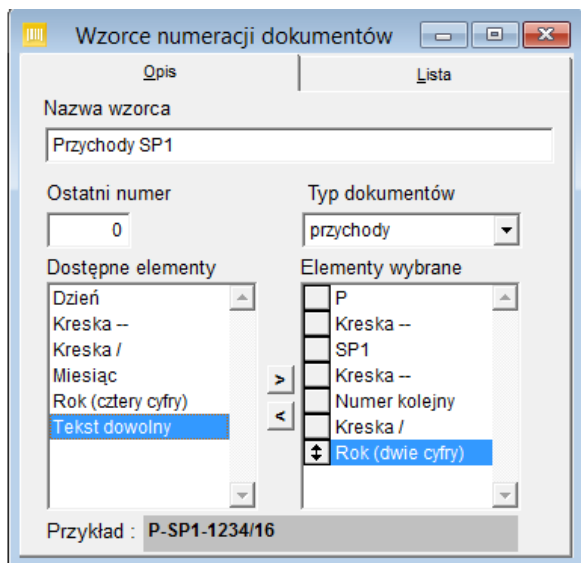 Wzorce numeracji dokumentów
Opis
Lista
Nazwa wzorca
Przychody SP1
Ostatni numer
Typ dokumentów
0
przychody
Dostępne elementy
Elementy wybrane
Dzień
Kreska --
Kreska /
Miesiąc
Rok (cztery cyfry)
Tekst dowolny
>
<
P
Kreska --
SP1
Kreska --
Numer kolejny
Kreska /
Rok (dwie cyfry)
Przykład : P-SP1-1234/16